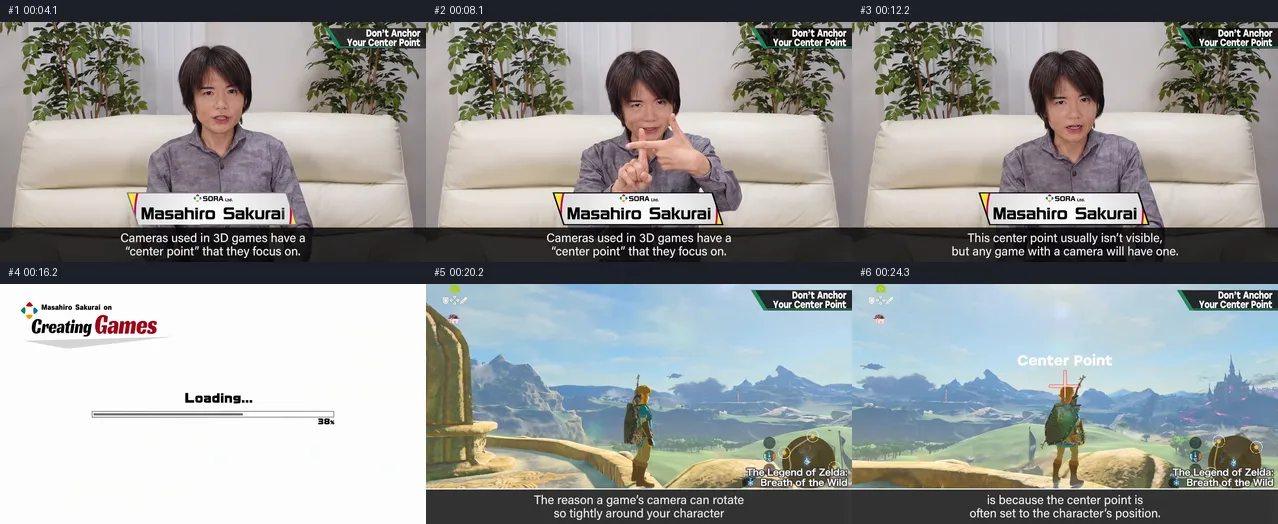 #1 00:04.1
Don't Anchor
Your Center Point
SORA Ltd.
Masahiro Sakurai
Cameras used in 3D games have a
“center point” that they focus on.
#2 00:08.1
Don't Anchor
Your Center Point
SORA Ltd.
Masahiro Sakurai
Cameras used in 3D games have a
“center point” that they focus on.
#3 00:12.2
Don't Anchor
Your Center Point
SORA Ltd.
Masahiro Sakurai
This center point usually isn’t visible,
but any game with a camera will have one.
#4 00:16.2
Masahiro Sakurai on
Creating Games
Loading...
38%
#5 00:20.2
Don't Anchor
Your Center Point
The Legend of Zelda:
Breath of the Wild
The reason a game’s camera can rotate
so tightly around your character
#6 00:24.3
Don't Anchor
Your Center Point
Center Point
The Legend of Zelda:
Breath of the Wild
is because the center point is
often set to the character’s position.